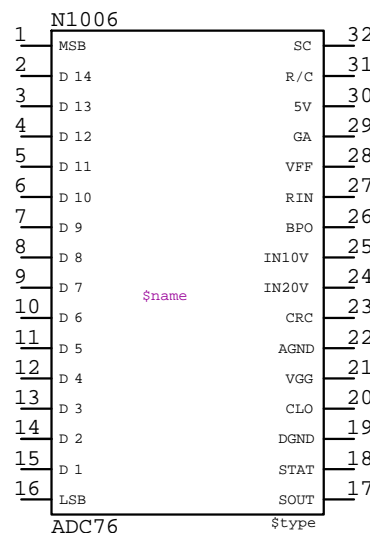 N1006
1 MSB SC 32
2 D 14 R/C 31
3 D 13 5V 30
4 D 12 GA 29
5 D 11 VFF 28
6 D 10 RIN 27
7 D 9 BPO 26
8 D 8 IN10V 25
9 D 7 IN20V 24
$name
10 D 6 CRC 23
11 D 5 AGND 22
12 D 4 VGG 21
13 D 3 CLO 20
14 D 2 DGND 19
15 D 1 STAT 18
16 LSB SOUT 17
ADC76 $type